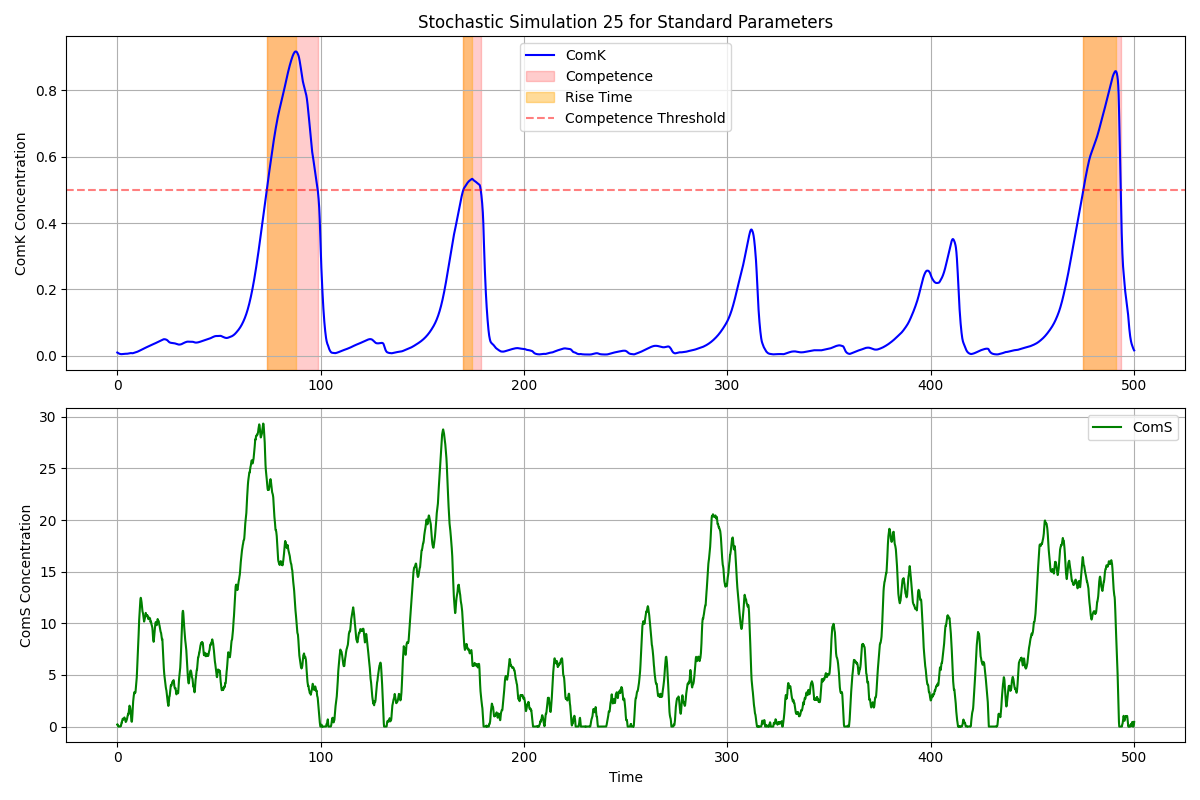 Stochastic Simulation 25 for Standard Parameters
ComK Concentration
0.8
0.6
0.4
0.2
0.0
ComK
Competence
Rise Time
Competence Threshold
0 100 200 300 400 500
ComS Concentration
30
25
20
15
10
5
0
ComS
0 100 200 300 400 500
Time